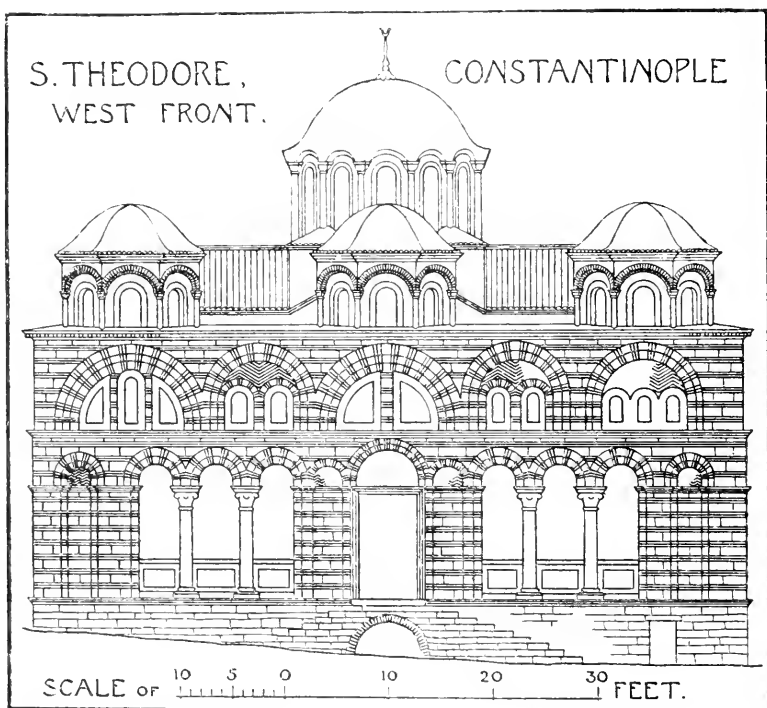 S. THEODORE, CONSTANTINOPLE
WEST FRONT.
SCALE OF 10 5 0 10 20 30 FEET.